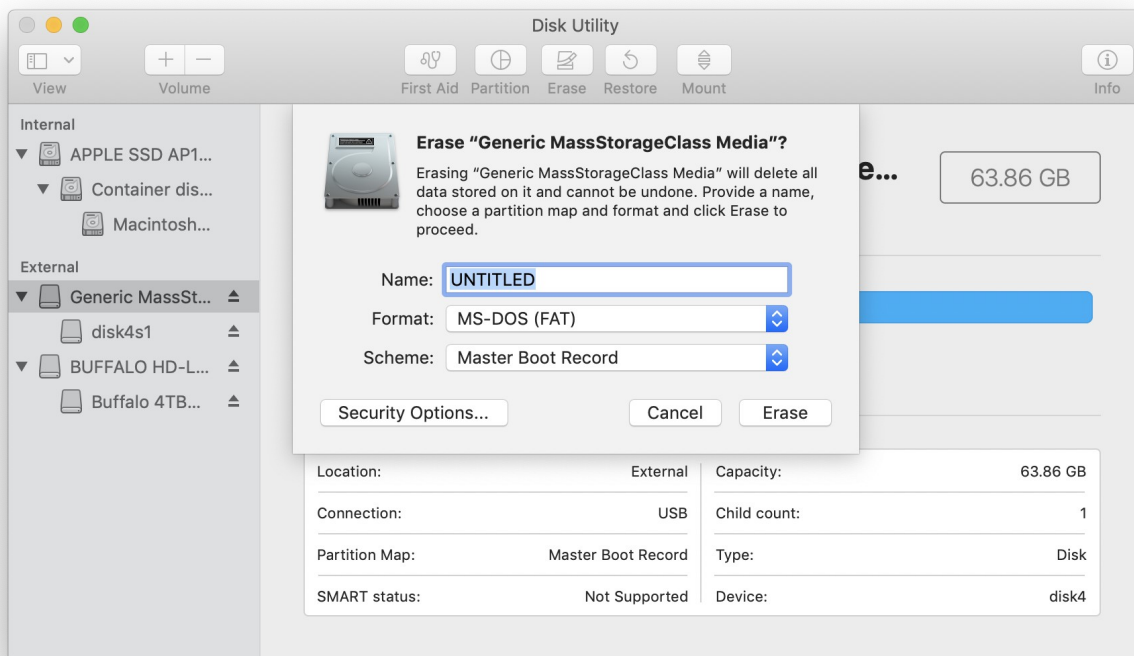 Disk Utility
View
Volume
First Aid
Partition
Erase
Restore
Mount
Info
Internal
APPLE SSD AP1...
Container dis...
Macintosh...
External
Generic MassSt...
disk4s1
BUFFALO HD-L...
Buffalo 4TB...
Erase “Generic MassStorageClass Media”?
Erasing “Generic MassStorageClass Media” will delete all
data stored on it and cannot be undone. Provide a name,
choose a partition map and format and click Erase to
proceed.
Name: UNTITLED
Format: MS-DOS (FAT)
Scheme: Master Boot Record
Security Options...
Cancel
Erase
e...
63.86 GB
Location: External
Connection: USB
Partition Map: Master Boot Record
SMART status: Not Supported
Capacity: 63.86 GB
Child count: 1
Type: Disk
Device: disk4